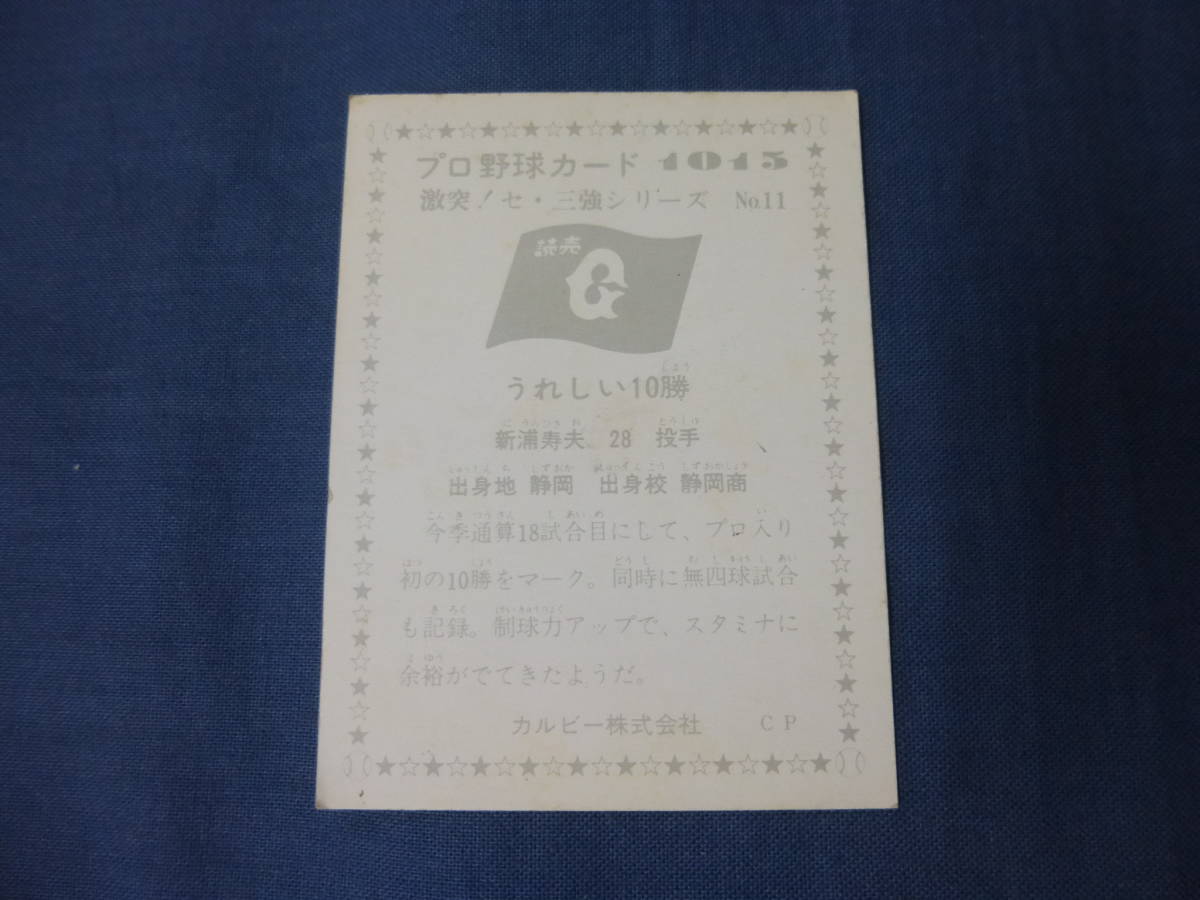 プロ野球カード 1015
激突！セ・三強シリーズ No.11
読売
G
うれしい10勝
新浦寿夫 28 投手
出身地 静岡 出身校 静岡商
今季通算18試合目にして、プロ入り
初の10勝をマーク。同時に無四球試合
も記録。制球力アップで、スタミナに
余裕がでてきたようだ。
カルビー株式会社 CP